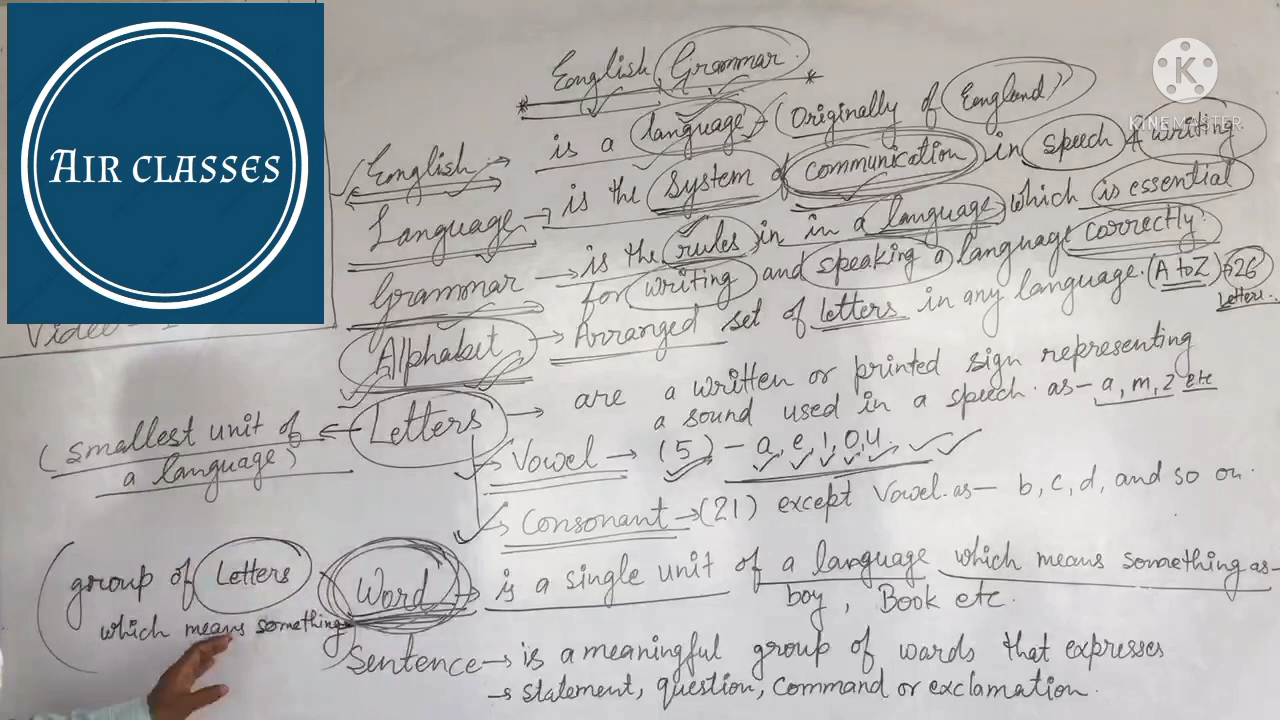 AIR CLASSES
KINEMASTER
English Grammar
English → is a language - (Originally of England)
Language → is the system of communication in speech & writing
Grammar → is the rules in in a language which is essential
for writing and speaking a language correctly.
Alphabit → Arranged set of letters in any language. (A to Z) → 26
Letters..
Letters → are a written or printed sign representing
a sound used in a speech. as - a, m, z etc
(smallest unit of
a language)
→ Vowel → (5) - a, e, i, o, u.
→ Consonant → (21) except Vowel. as - b, c, d, and so on.
Word → is a single unit of a language which means something as -
boy, Book etc.
(group of Letters
which means something)
Sentence → is a meaningful group of wards that expresses
→ statement, question, command or exclamation.